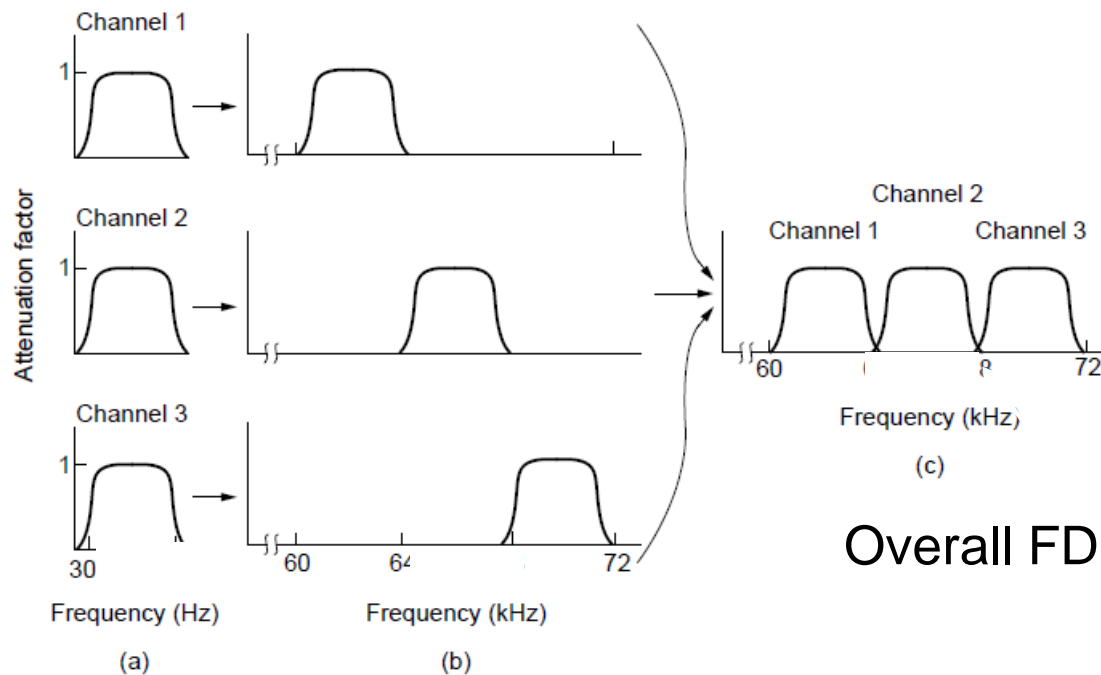 Channel 1
1
Channel 2
1
Channel 3
1
Attenuation factor
30
Frequency (Hz)
(a)
60
72
Frequency (kHz)
(b)
Channel 2
Channel 1
Channel 3
60
72
Frequency (kHz)
(c)
Overall FD